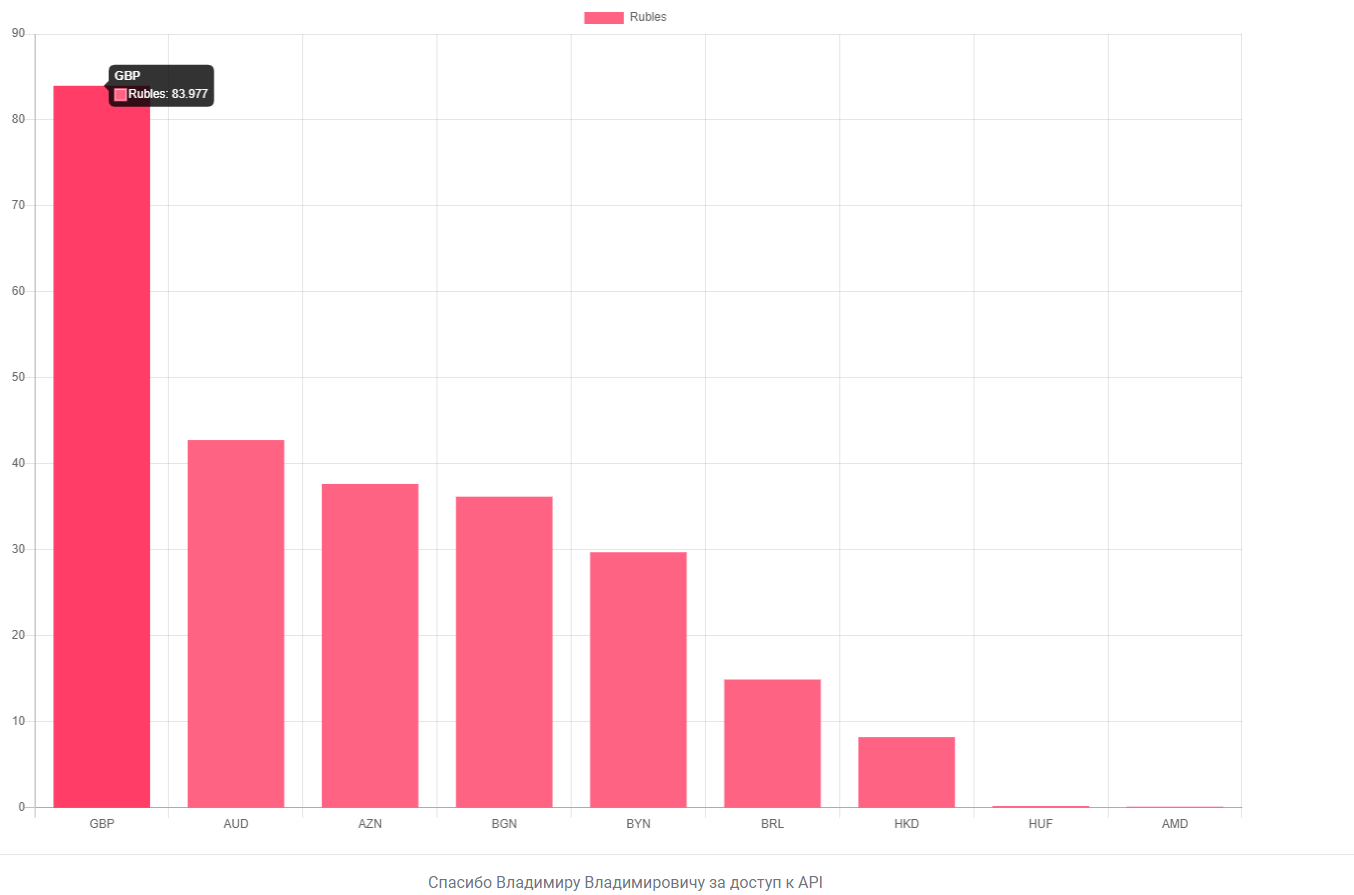 Rubles
90
GBP
Rubles: 83.977
80
70
60
50
40
30
20
10
0
GBP AUD AZN BGN BYN BRL HKD HUF AMD
Спасибо Владимиру Владимировичу за доступ к API